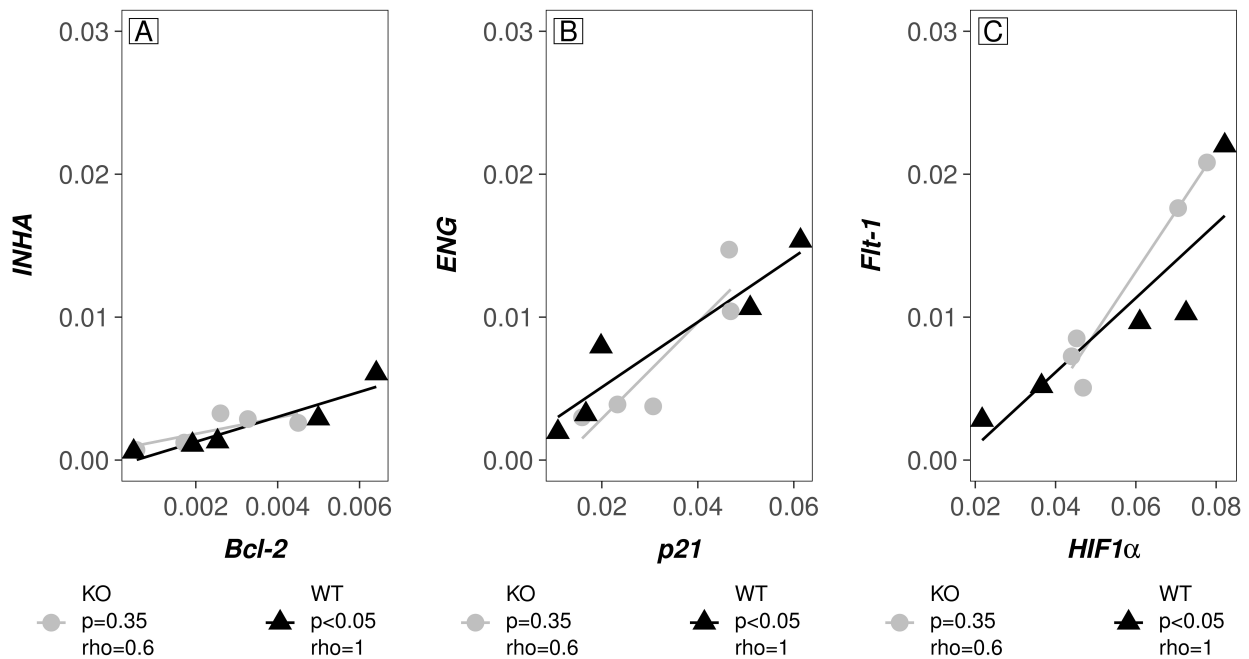 A
0.03
0.02
0.01
0.00
INHA
0.002 0.004 0.006
Bcl-2
KO
p=0.35
rho=0.6
WT
p<0.05
rho=1
B
0.03
0.02
0.01
0.00
ENG
0.02 0.04 0.06
p21
KO
p=0.35
rho=0.6
WT
p<0.05
rho=1
C
0.03
0.02
0.01
0.00
Flt-1
0.02 0.04 0.06 0.08
HIF1α
KO
p=0.35
rho=0.6
WT
p<0.05
rho=1